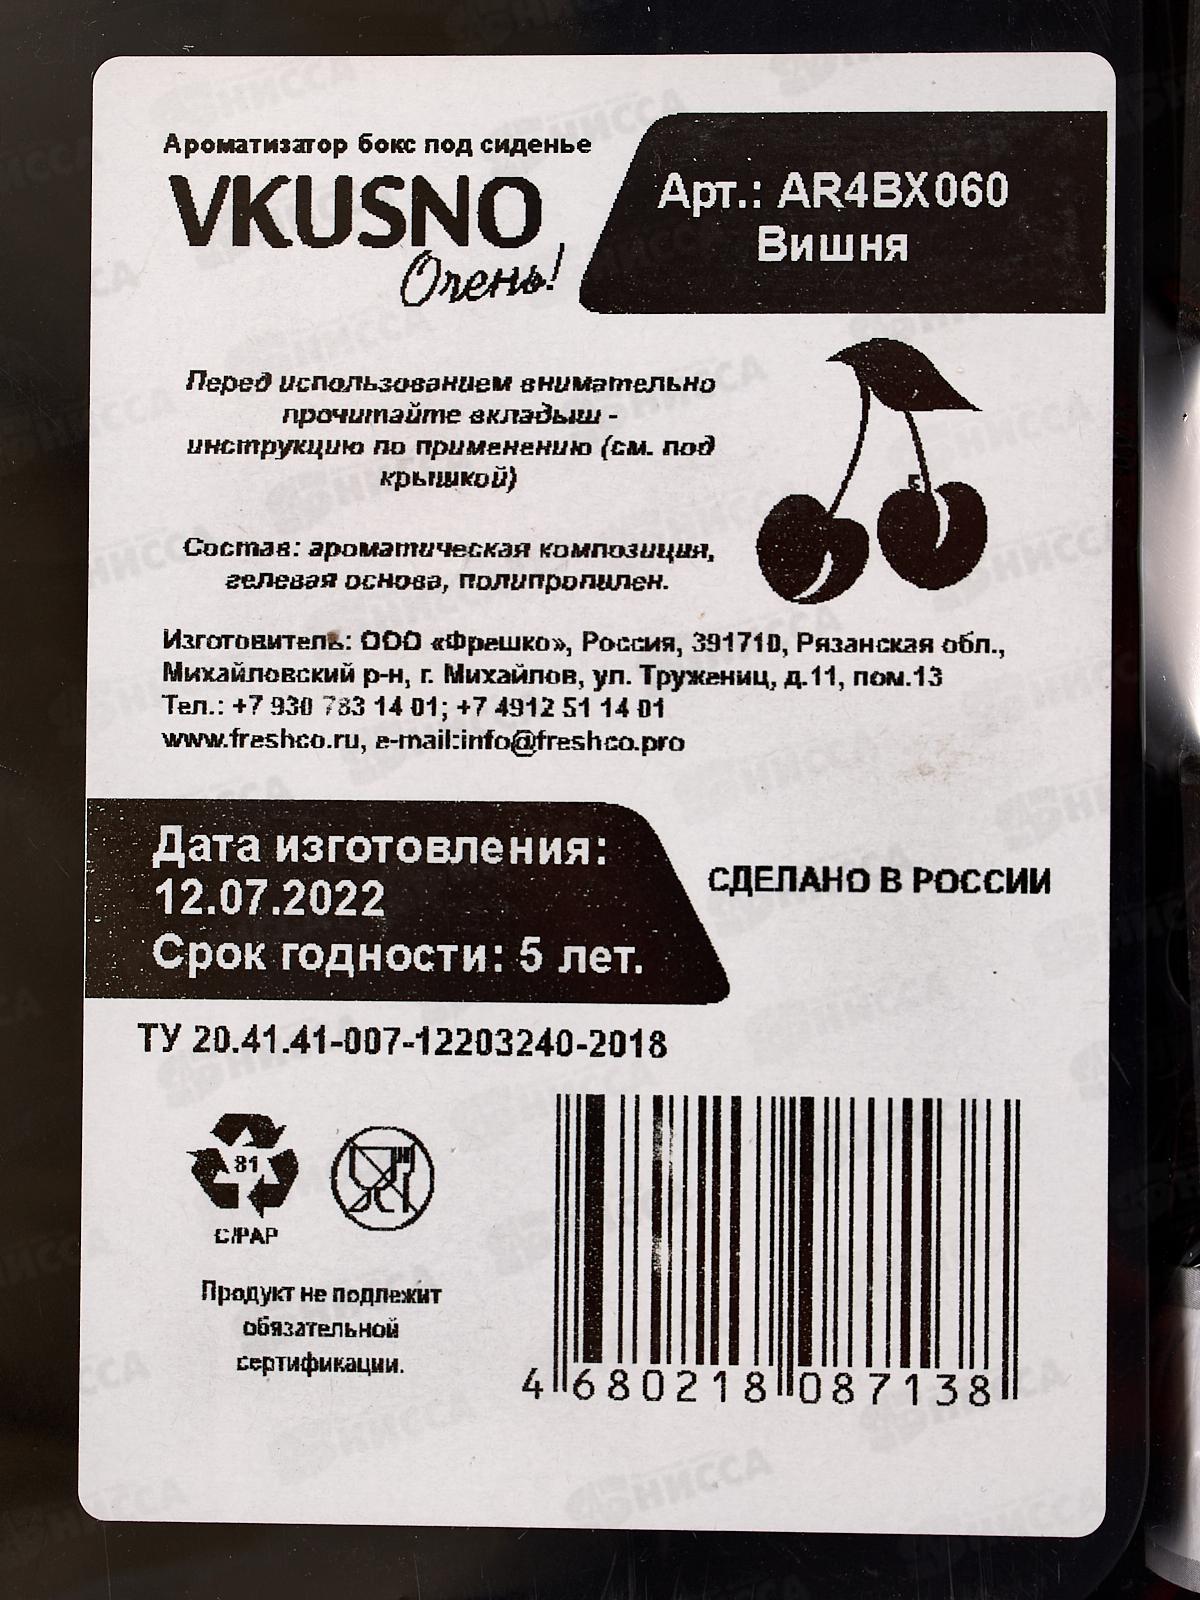 Ароматизатор бокс под сиденье
VKUSNO
Очень!
Арт.: AR4BX060
Вишня
Перед использованием внимательно
прочитайте вкладыш -
инструкцию по применению (см. под
крышкой)
Состав: ароматическая композиция,
гелевая основа, полипропилен.
Изготовитель: ООО «Фрешко», Россия, 391710, Рязанская обл.,
Михайловский р-н, г. Михайлов, ул. Тружениц, д.11, пом.13
Тел.: +7 930 783 14 01; +7 4912 51 14 01
www.freshco.ru, e-mail:info@freshco.pro
Дата изготовления:
12.07.2022
Срок годности: 5 лет.
СДЕЛАНО В РОССИИ
ТУ 20.41.41-007-12203240-2018
81
C/PAP
Продукт не подлежит
обязательной
сертификации.
4 680218 087138